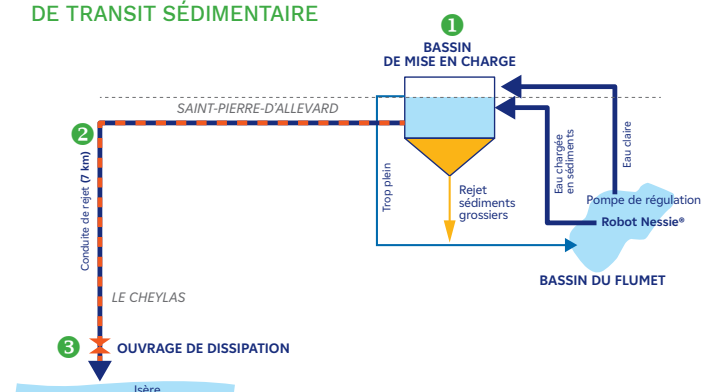 DE TRANSIT SÉDIMENTAIRE
1
BASSIN
DE MISE EN CHARGE
SAINT-PIERRE-D'ALLEVARD
2
Conduite de rejet (7 km)
Trop plein
Rejet
sédiments
grossiers
Eau chargée
en sédiments
Eau claire
Pompe de régulation
Robot Nessie®
BASSIN DU FLUMET
LE CHEYLAS
3
OUVRAGE DE DISSIPATION
Isère